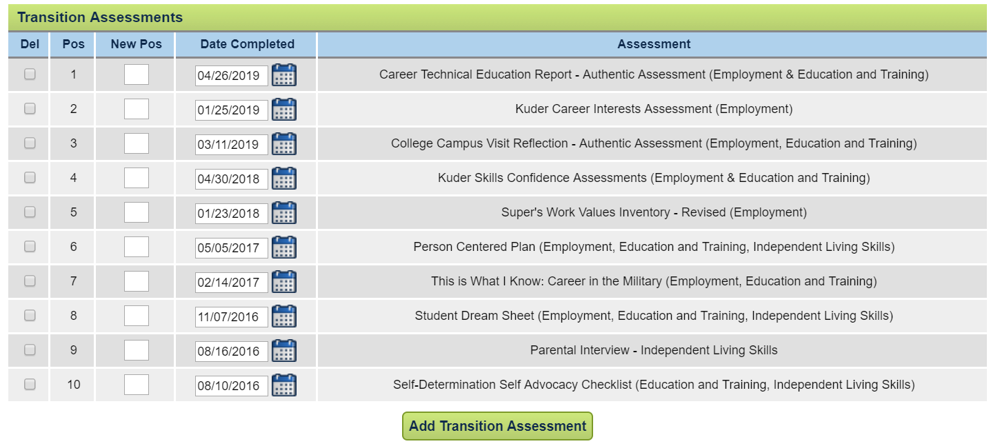 Transition Assessments
Del Pos New Pos Date Completed Assessment
1 04/26/2019 Career Technical Education Report - Authentic Assessment (Employment & Education and Training)
2 01/25/2019 Kuder Career Interests Assessment (Employment)
3 03/11/2019 College Campus Visit Reflection - Authentic Assessment (Employment, Education and Training)
4 04/30/2018 Kuder Skills Confidence Assessments (Employment & Education and Training)
5 01/23/2018 Super's Work Values Inventory - Revised (Employment)
6 05/05/2017 Person Centered Plan (Employment, Education and Training, Independent Living Skills)
7 02/14/2017 This is What I Know: Career in the Military (Employment, Education and Training)
8 11/07/2016 Student Dream Sheet (Employment, Education and Training, Independent Living Skills)
9 08/16/2016 Parental Interview - Independent Living Skills
10 08/10/2016 Self-Determination Self Advocacy Checklist (Education and Training, Independent Living Skills)
Add Transition Assessment